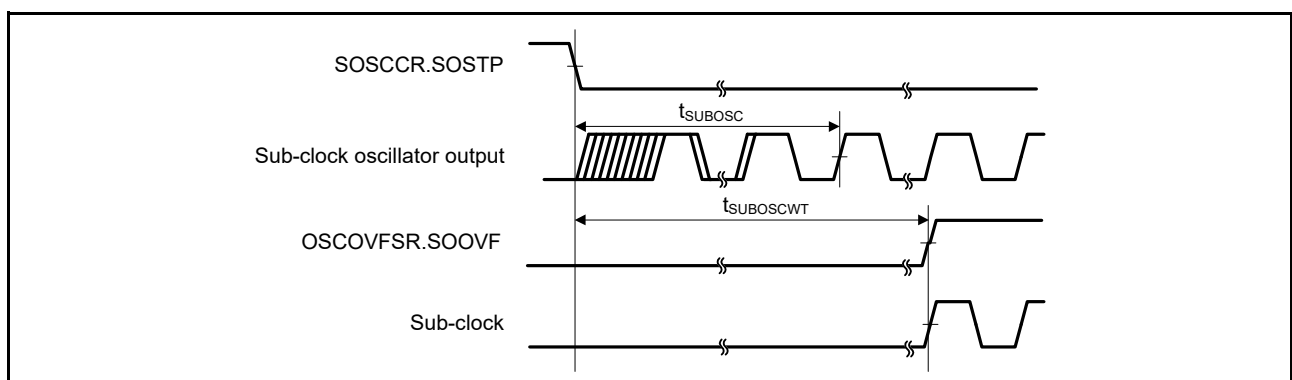 SOSCCR.SOSTP
tSUBOSC
Sub-clock oscillator output
tSUBOSCWT
OSCOVFSR.SOOVF
Sub-clock